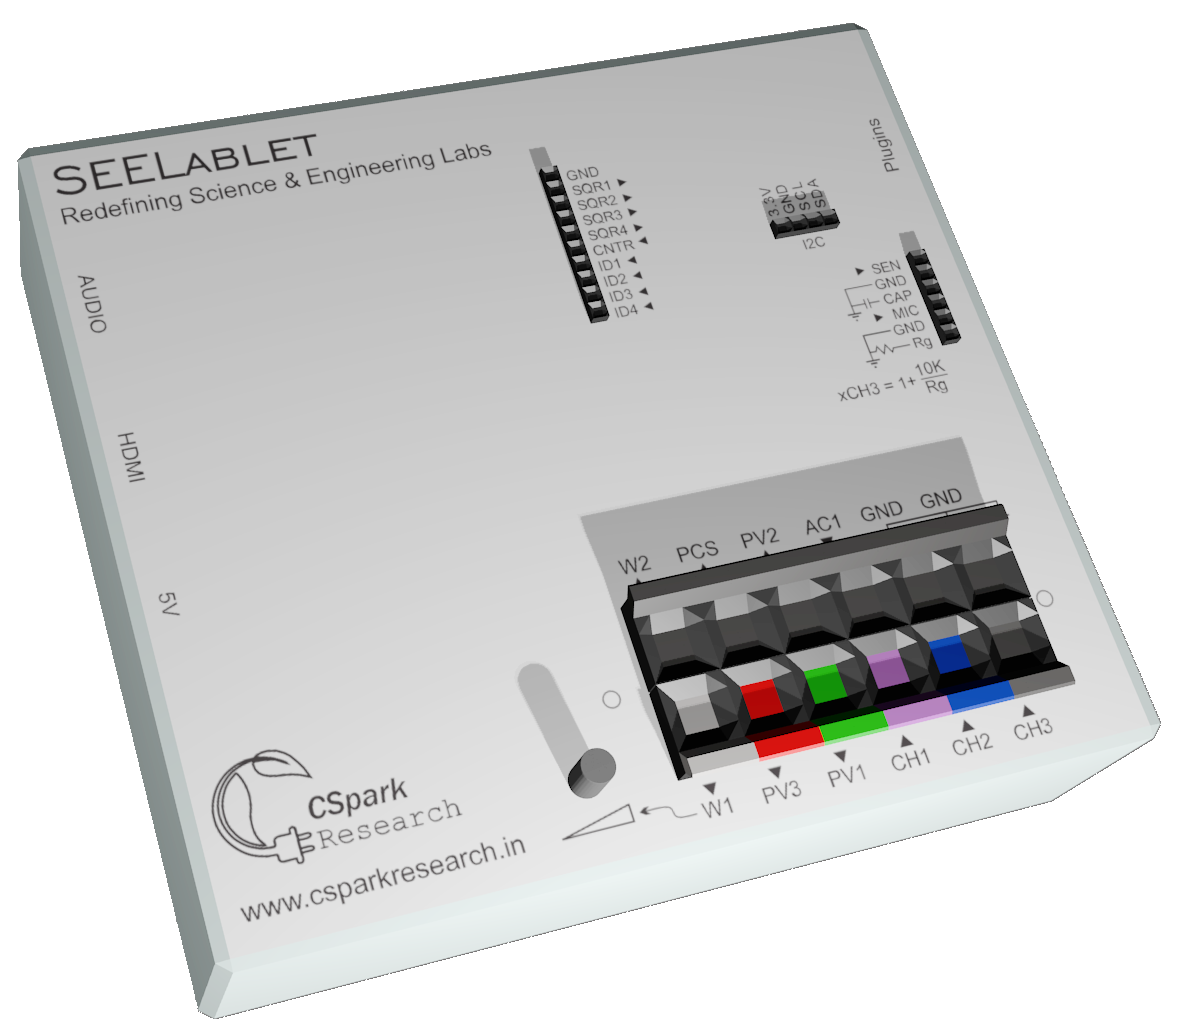 SEELABLET
Redefining Science & Engineering Labs
AUDIO
HDMI
5V
GND
SQR1
SQR2
SQR3
SQR4
CNTR
ID1
ID2
ID3
ID4
3.3V
GND
SCL
SDA
I2C
Plugins
SEN
GND
CAP
MIC
GND
Rg
xCH3 = 1+ 10K
Rg
W2 PCS PV2 AC1 GND GND
W1 PV3 PV1 CH1 CH2 CH3
CSpark
Research
www.csparkresearch.in